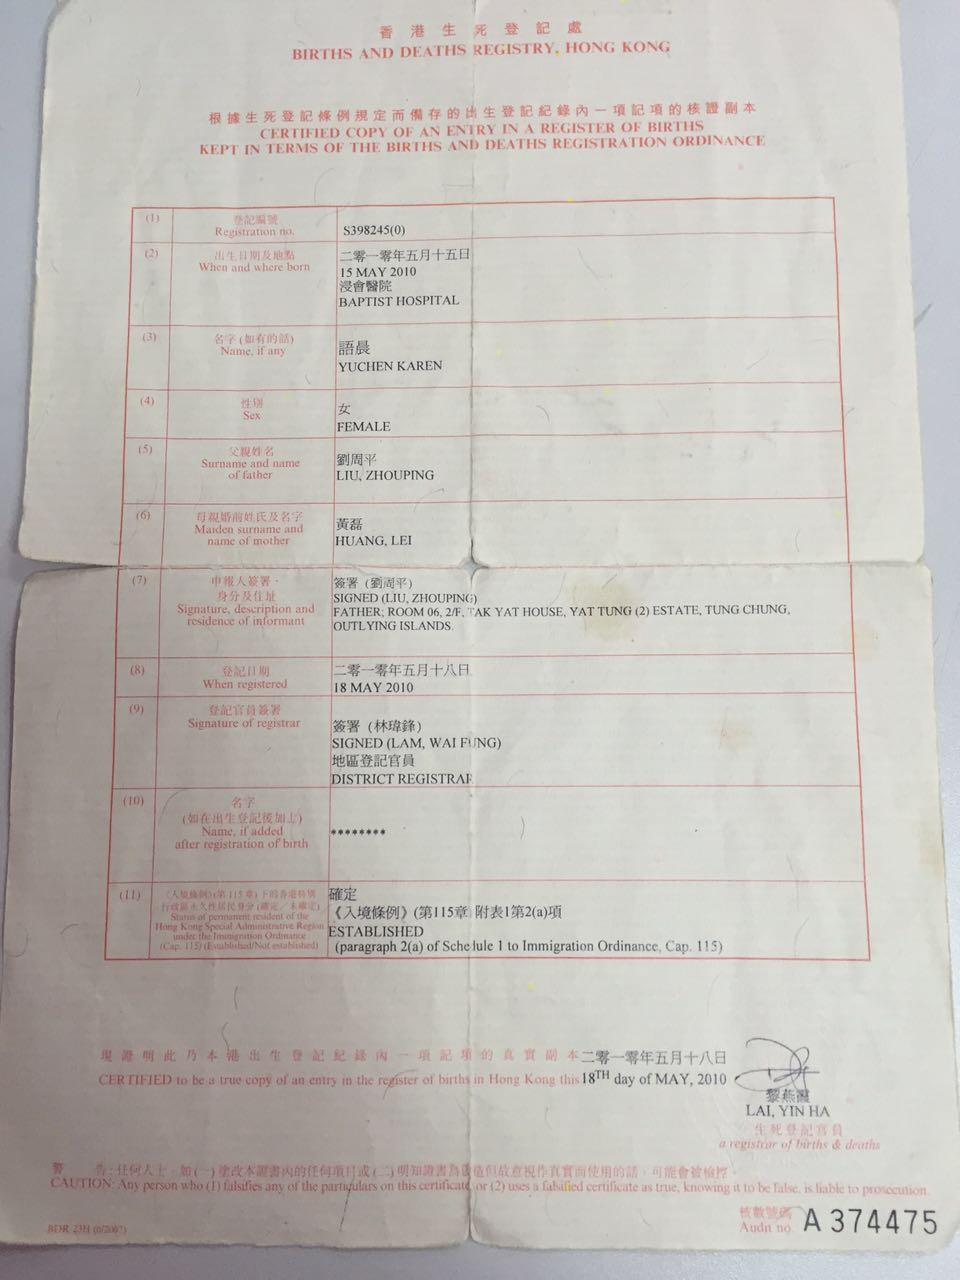 香港生死登記處
BIRTHS AND DEATHS REGISTRY, HONG KONG
根據生死登記條例規定而備存的出生登記紀錄內一項記項的核證副本
CERTIFIED COPY OF AN ENTRY IN A REGISTER OF BIRTHS
KEPT IN TERMS OF THE BIRTHS AND DEATHS REGISTRATION ORDINANCE
(1)
登記編號
Registration no.
S398245(0)
(2)
出生日期及地點
When and where born
二零一零年五月十五日
15 MAY 2010
浸會醫院
BAPTIST HOSPITAL
(3)
名字 (如有的話)
Name, if any
語晨
YUCHEN KAREN
(4)
性別
Sex
女
FEMALE
(5)
父親姓名
Surname and name
of father
劉周平
LIU, ZHOUPING
(6)
母親婚前姓氏及名字
Maiden surname and
name of mother
黃磊
HUANG, LEI
(7)
申報人簽署、
身分及住址
Signature, description and
residence of informant
簽署 (劉周平)
SIGNED (LIU, ZHOUPING)
FATHER; ROOM 06, 2/F, TAK YAT HOUSE, YAT TUNG (2) ESTATE, TUNG CHUNG,
OUTLYING ISLANDS.
(8)
登記日期
When registered
二零一零年五月十八日
18 MAY 2010
(9)
登記官員簽署
Signature of registrar
簽署 (林瑋鋒)
SIGNED (LAM, WAI FUNG)
地區登記官員
DISTRICT REGISTRAR
(10)
名字
(如在出生登記後加上)
Name, if added
after registration of birth
********
(11)
《入境條例》(第115章) 下的香港特別
行政區永久性居民身分 (確定／未確定)
Status of permanent resident of the
Hong Kong Special Administrative Region
under the Immigration Ordinance
(Cap. 115) (Established/Not established)
確定
《入境條例》(第115章) 附表1第2(a)項
ESTABLISHED
(paragraph 2(a) of Schedule 1 to Immigration Ordinance, Cap. 115)
現證明此乃本港出生登記紀錄內一項記項的真實副本 二零一零年五月十八日
CERTIFIED to be a true copy of an entry in the register of births in Hong Kong this 18TH day of MAY, 2010
黎燕霞
LAI, YIN HA
生死登記官員
a registrar of births & deaths
警告：任何人士，如 (一) 塗改本證書內的任何項目或 (二) 明知證書為偽造但故意視作真實而使用的話，可能會被檢控。
CAUTION: Any person who (1) falsifies any of the particulars on this certificate, or (2) uses a falsified certificate as true, knowing it to be false, is liable to prosecution.
核數號碼
Audit no. A 374475
BDR 23H (6/2007)